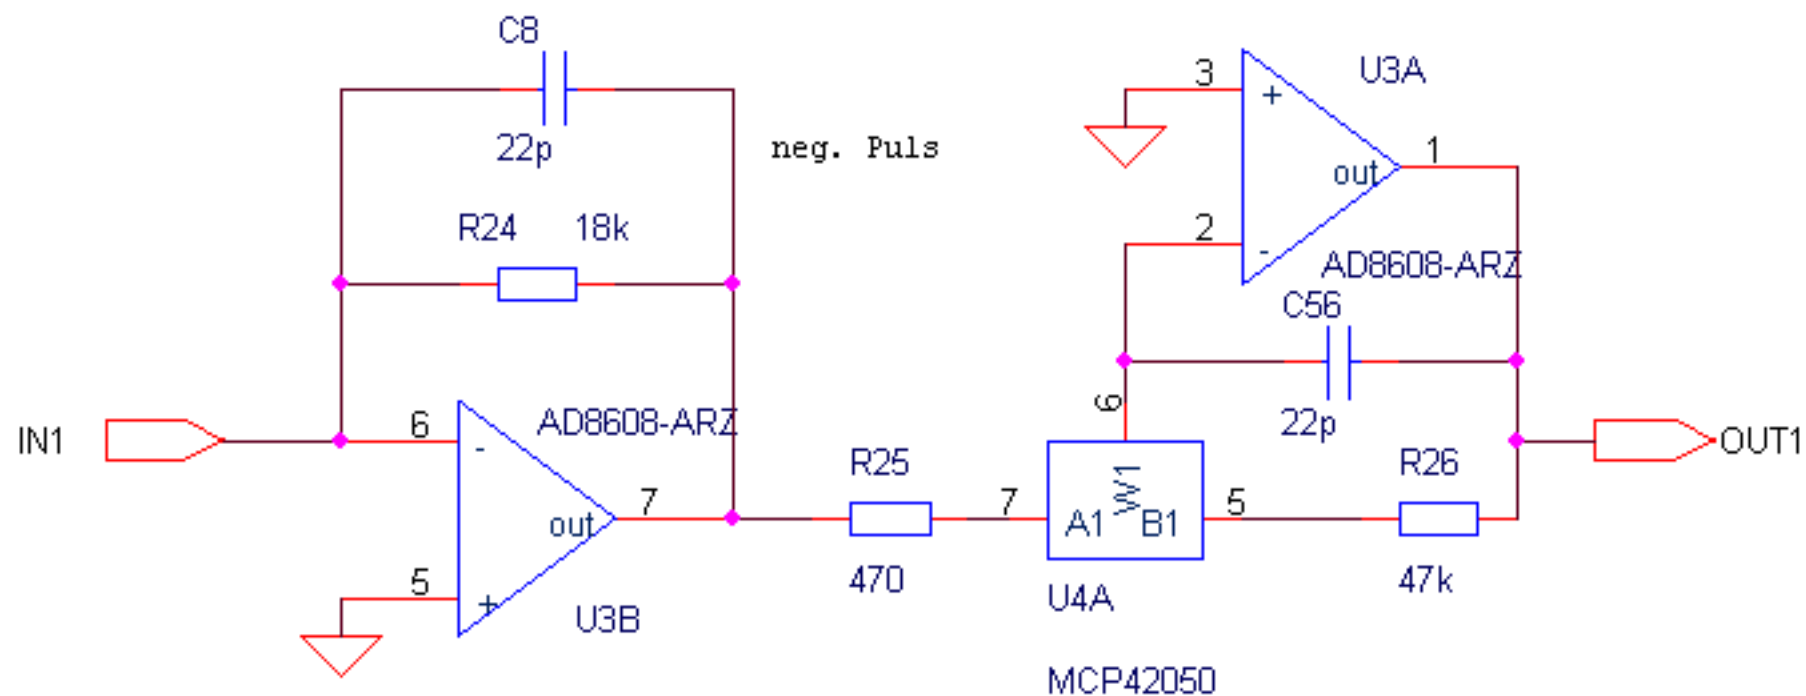 C8
22p
neg. Puls
R24 18k
IN1
6
-
AD8608-ARZ
out
7
5
+
U3B
R25
470
7
A1
W1
B1
6
5
U4A
MCP42050
3
+
U3A
out
1
2
-
AD8608-ARZ
C56
22p
R26
47k
OUT1